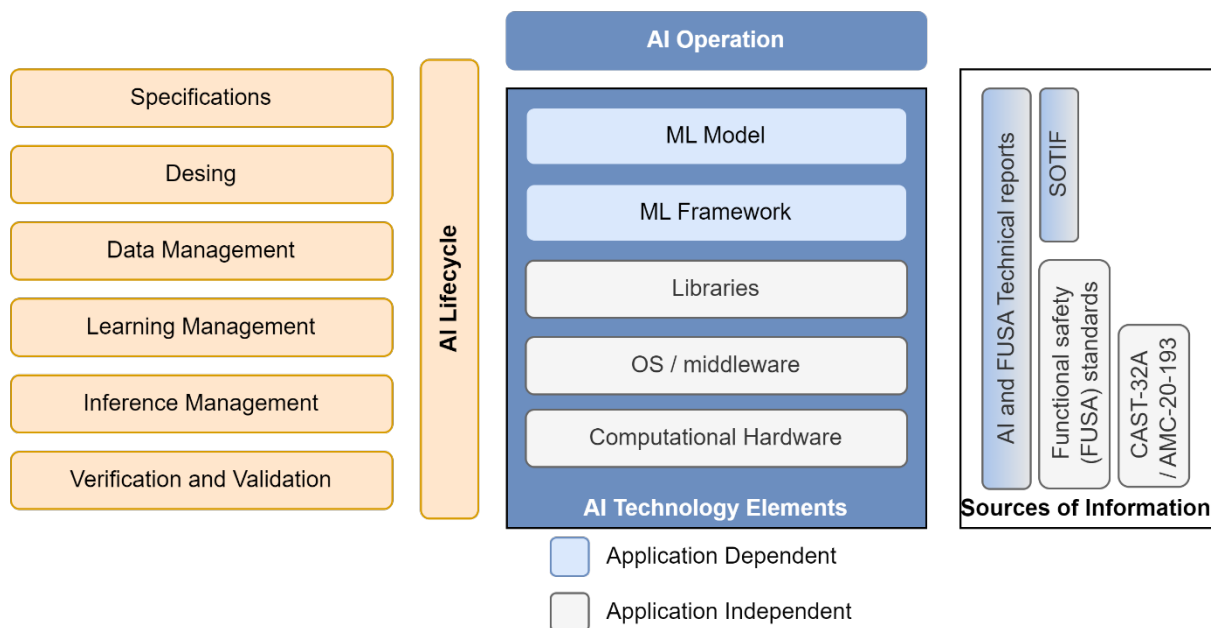 AI Operation
Specifications
Desing
Data Management
Learning Management
Inference Management
Verification and Validation
AI Lifecycle
ML Model
ML Framework
Libraries
OS / middleware
Computational Hardware
AI Technology Elements
AI and FUSA Technical reports
SOTIF
Functional safety
(FUSA) standards
CAST-32A
/ AMC-20-193
Sources of Information
Application Dependent
Application Independent